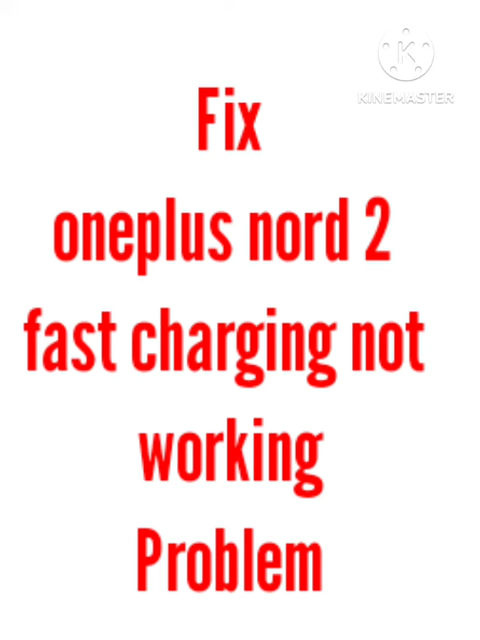 KINEMASTER
Fix
oneplus nord 2
fast charging not
working
Problem